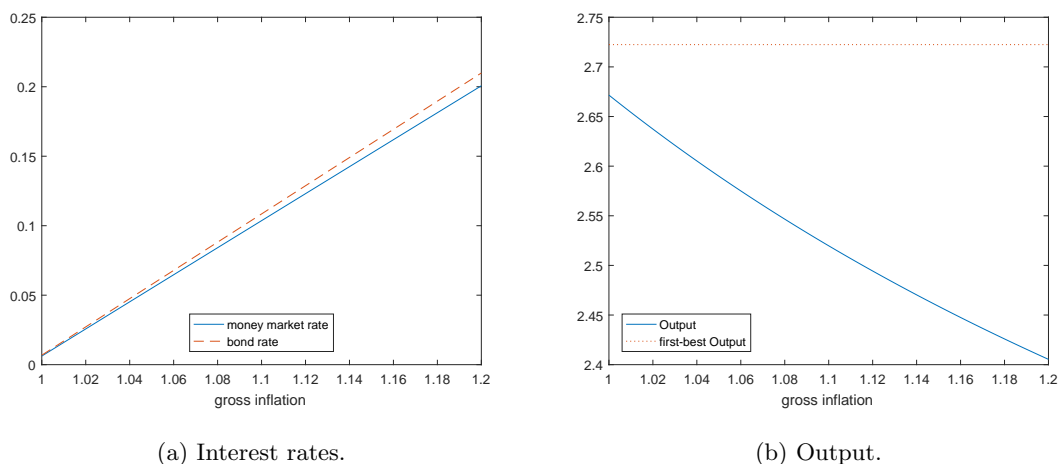 0.25
0.2
0.15
0.1
0.05
0
1 1.02 1.04 1.06 1.08 1.1 1.12 1.14 1.16 1.18 1.2
gross inflation
money market rate
bond rate
(a) Interest rates.
2.75
2.7
2.65
2.6
2.55
2.5
2.45
2.4
1 1.02 1.04 1.06 1.08 1.1 1.12 1.14 1.16 1.18 1.2
gross inflation
Output
first-best Output
(b) Output.